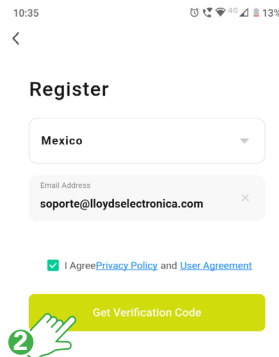 10:35
4G
13%
Register
Mexico
Email Address
soporte@lloydselectronica.com
I AgreePrivacy Policy and User Agreement
Get Verification Code
2